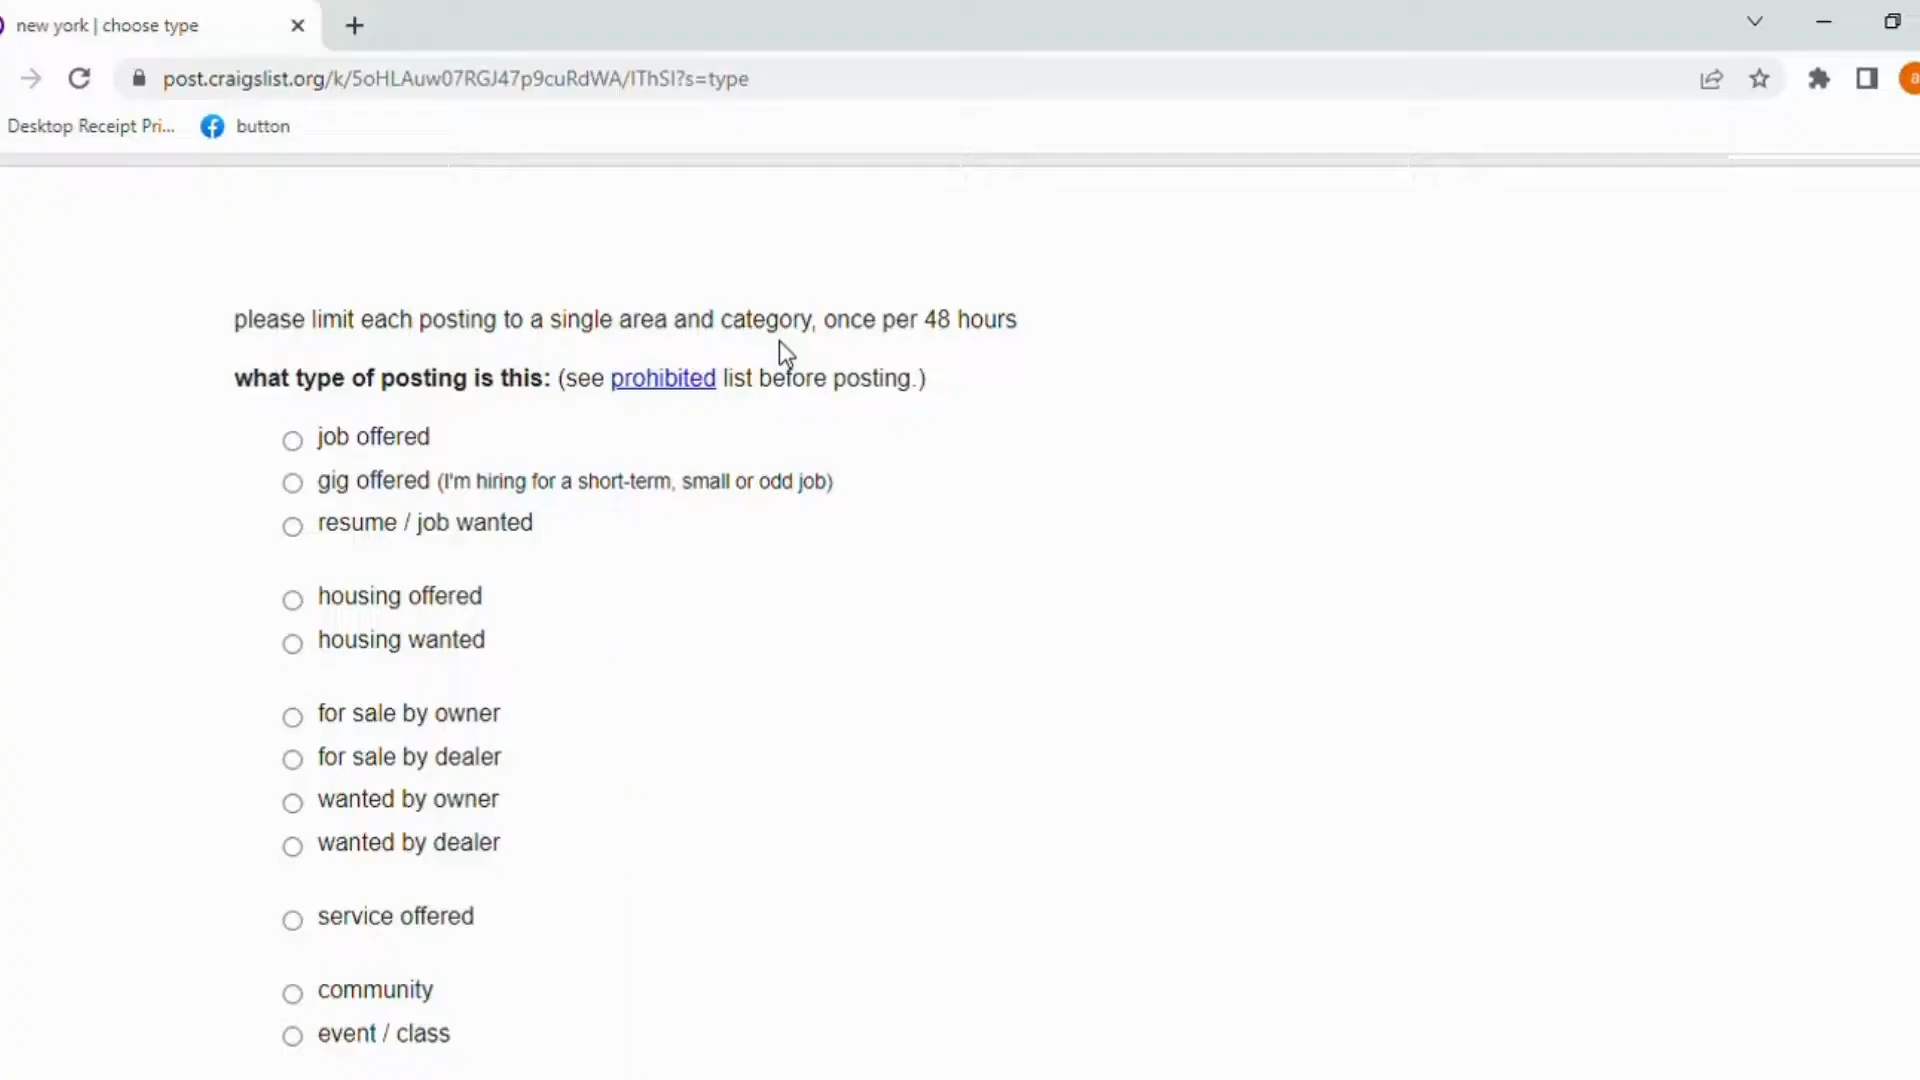 new york | choose type
post.craigslist.org/k/5oHLAuw07RGJ47p9cuRdWA/IThSI?s=type
a
Desktop Receipt Pri... button
please limit each posting to a single area and category, once per 48 hours
what type of posting is this: (see prohibited list before posting.)
job offered
gig offered (I'm hiring for a short-term, small or odd job)
resume / job wanted
housing offered
housing wanted
for sale by owner
for sale by dealer
wanted by owner
wanted by dealer
service offered
community
event / class